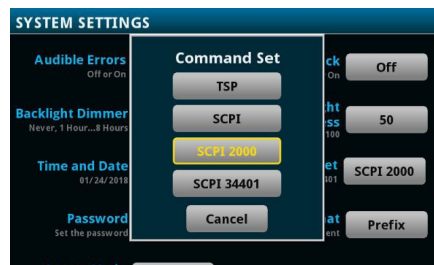 SYSTEM SETTINGS
Command Set
Audible Errors
Off or On
ck
On
Off
TSP
Backlight Dimmer
Never, 1 Hour...8 Hours
SCPI
ht
ss
100
50
SCPI 2000
Time and Date
01/24/2018
et
401
SCPI 2000
SCPI 34401
Password
Set the password
Cancel
at
ent
Prefix